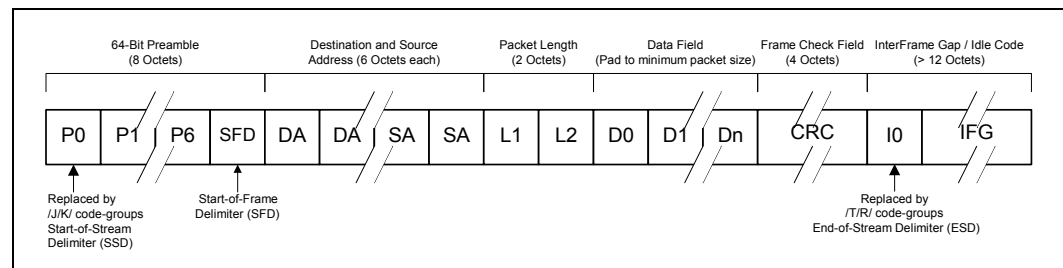 64-Bit Preamble
(8 Octets)
Destination and Source
Address (6 Octets each)
Packet Length
(2 Octets)
Data Field
(Pad to minimum packet size)
Frame Check Field
(4 Octets)
InterFrame Gap / Idle Code
(> 12 Octets)
P0 P1 P6 SFD DA DA SA SA L1 L2 D0 D1 Dn CRC I0 IFG
Replaced by
/J/K/ code-groups
Start-of-Stream
Delimiter (SSD)
Start-of-Frame
Delimiter (SFD)
Replaced by
/T/R/ code-groups
End-of-Stream Delimiter (ESD)